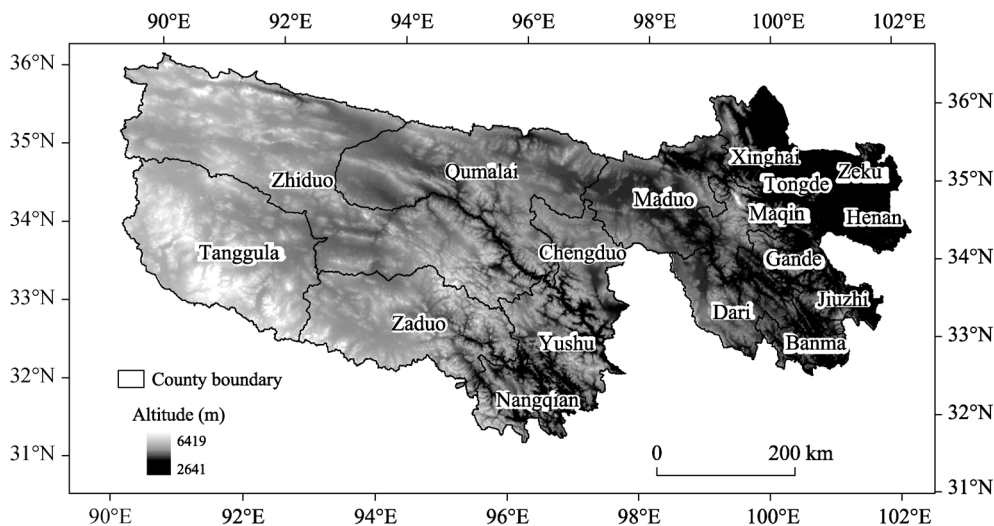 90°E 92°E 94°E 96°E 98°E 100°E 102°E
36°N
36°N
35°N
Xinghai
Zeku
Qumalai
Zhiduo
Tongde
35°N
Maduo
34°N
Maqin
Henan
Tanggula
Chengduo
Gande
34°N
33°N
Jiuzhi
Dari
Zaduo
33°N
Yushu
Banma
32°N
County boundary
Nangqian
Altitude (m)
32°N
6419
2641
0 200 km
31°N
31°N
90°E 92°E 94°E 96°E 98°E 100°E 102°E